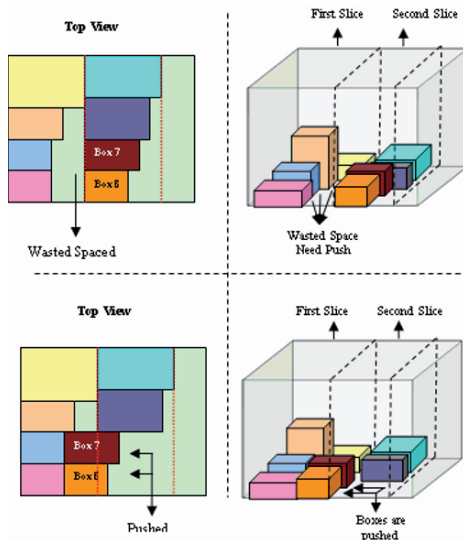 First Slice
Second Slice
Top View
Box 7
Box 8
Wasted Spaced
Wasted Space
Need Push
Top View
First Slice
Second Slice
Box 7
Box 8
Pushed
Boxes are
pushed